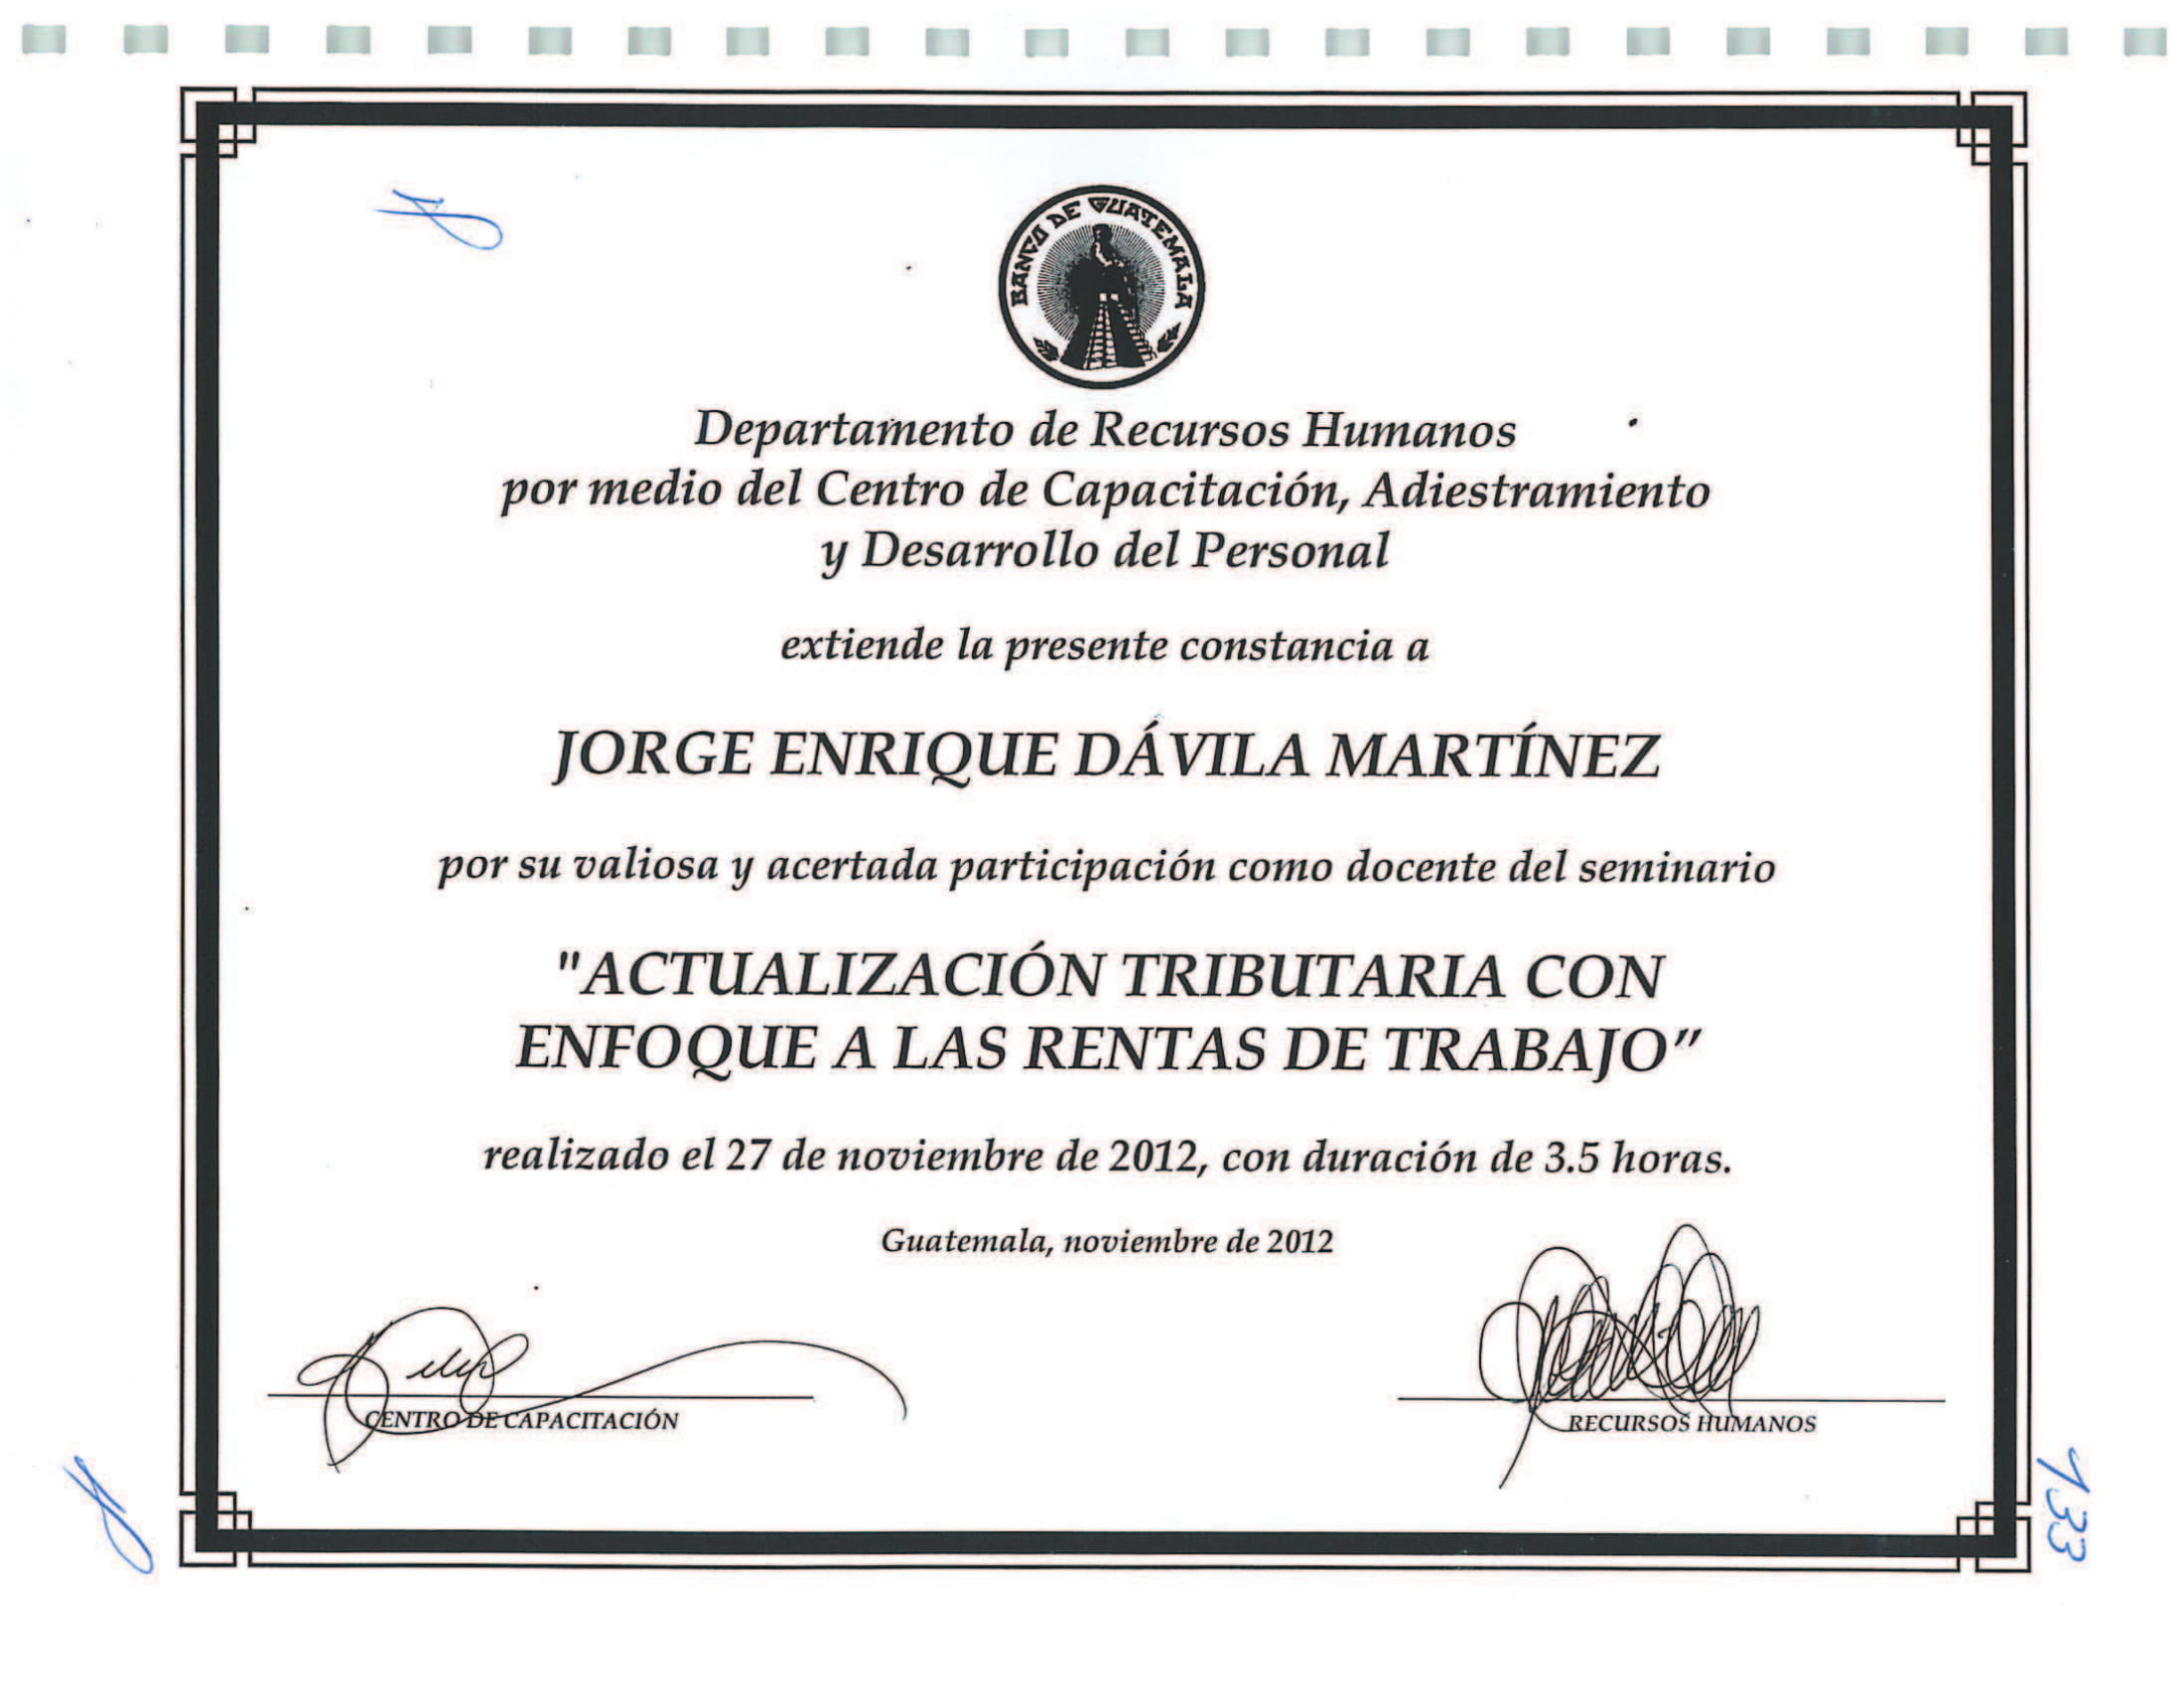 BANCO DE GUATEMALA
Departamento de Recursos Humanos
por medio del Centro de Capacitación, Adiestramiento
y Desarrollo del Personal
extiende la presente constancia a
JORGE ENRIQUE DÁVILA MARTÍNEZ
por su valiosa y acertada participación como docente del seminario
"ACTUALIZACIÓN TRIBUTARIA CON
ENFOQUE A LAS RENTAS DE TRABAJO”
realizado el 27 de noviembre de 2012, con duración de 3.5 horas.
Guatemala, noviembre de 2012
CENTRO DE CAPACITACIÓN
RECURSOS HUMANOS
133